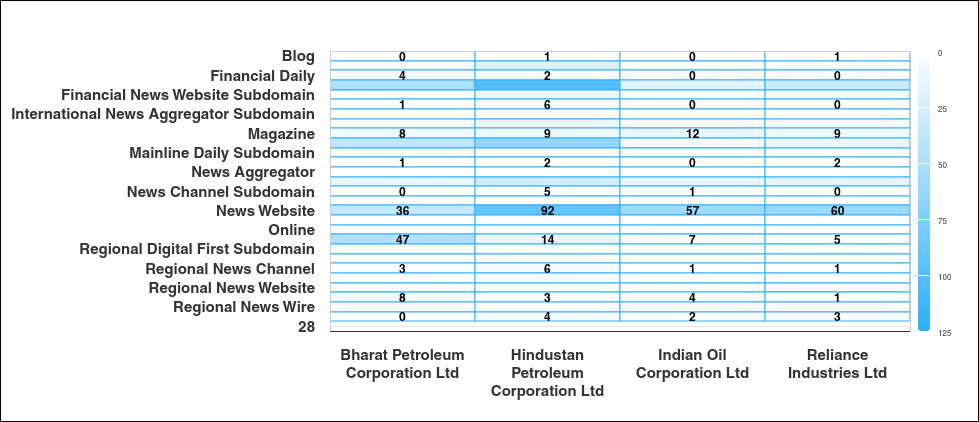 Blog 0 1 0 1 0
Financial Daily 4 2 0 0
Financial News Website Subdomain
1 6 0 0 25
International News Aggregator Subdomain
Magazine 8 9 12 9
Mainline Daily Subdomain
1 2 0 2 50
News Aggregator
News Channel Subdomain 0 5 1 0
News Website 36 92 57 60
75
Online
47 14 7 5
Regional Digital First Subdomain
Regional News Channel 3 6 1 1
100
Regional News Website
8 3 4 1
Regional News Wire
0 4 2 3
28
125
Bharat Petroleum Hindustan Indian Oil Reliance
Corporation Ltd Petroleum Corporation Ltd Industries Ltd
Corporation Ltd